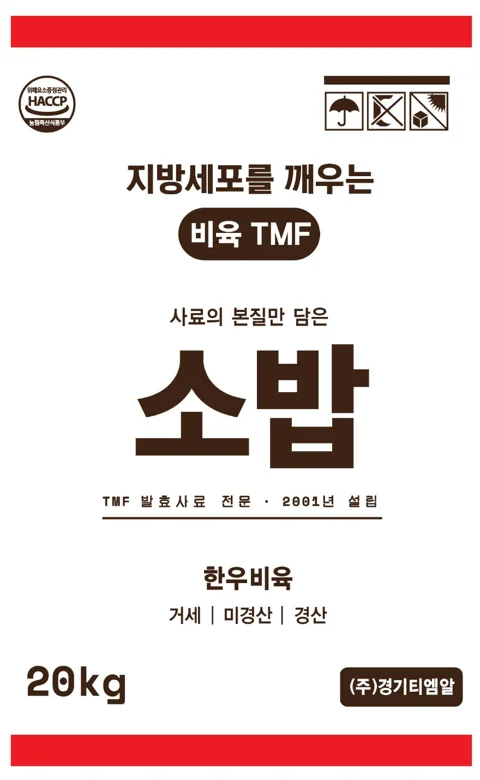 위해요소중점관리
HACCP
농림축산식품부
지방세포를 깨우는
비육 TMF
사료의 본질만 담은
소밥
TMF 발효사료 전문 · 2001년 설립
한우비육
거세 | 미경산 | 경산
20kg
(주)경기티엠알